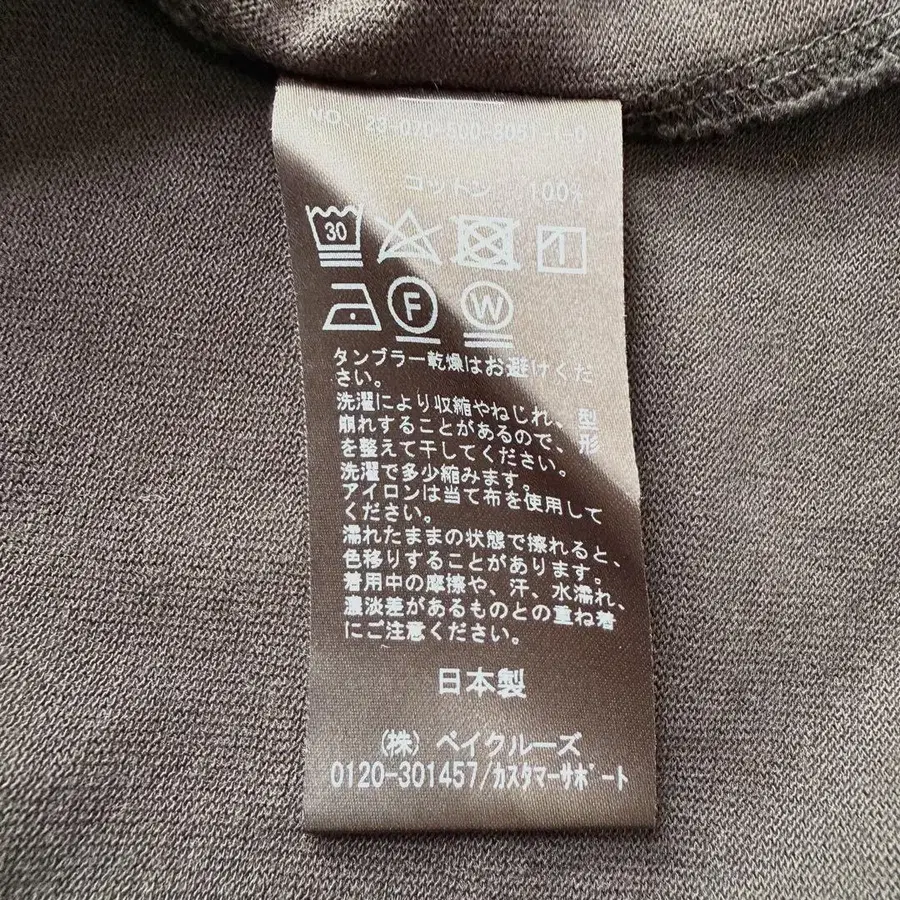 NO 23-070-500-3051-1-0
コットン 100%
30
F W
タンブラー乾燥はお避けくだ
さい。
洗濯により収縮やねじれ、型
崩れすることがあるので、形
を整えて干してください。
洗濯で多少縮みます。
アイロンは当て布を使用して
ください。
濡れたままの状態で擦れると、
色移りすることがあります。
着用中の摩擦や、汗、水濡れ、
濃淡差があるものとの重ね着
にご注意ください。
日本製
(株) ベイクルーズ
0120-301457/カスタマーサポート